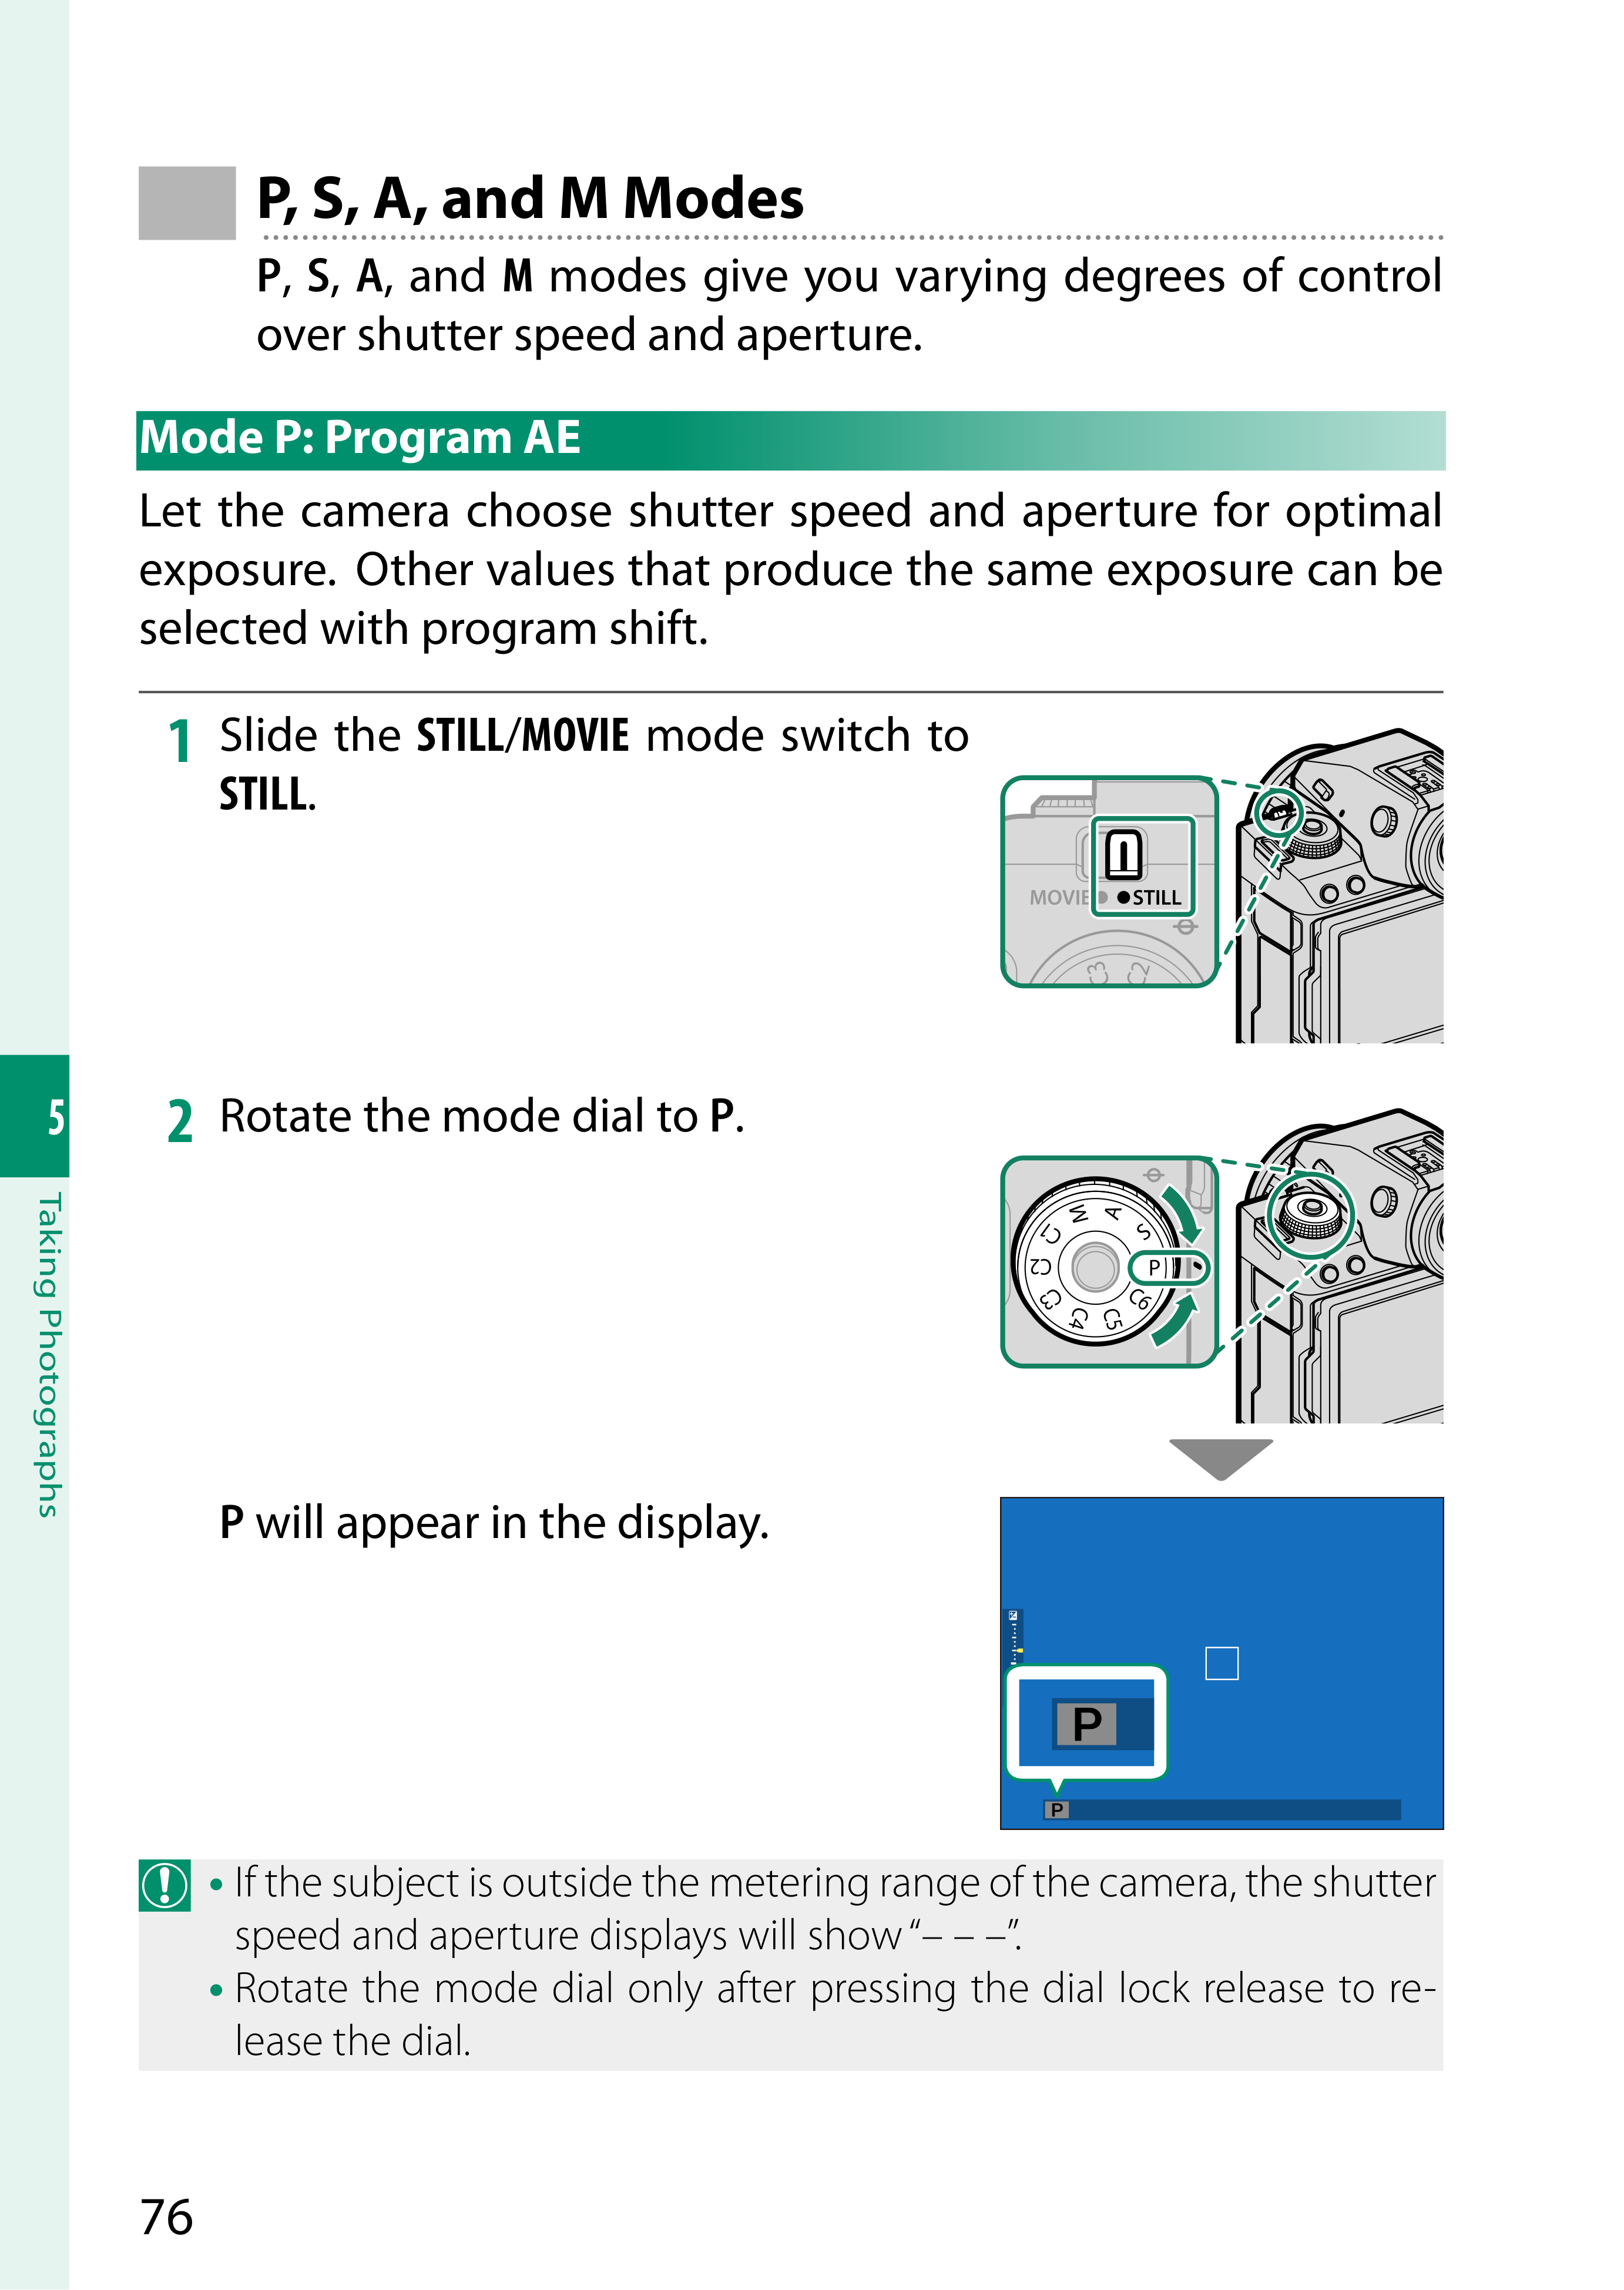 P, S, A, and M Modes
P, S, A, and M modes give you varying degrees of control
over shutter speed and aperture.
Mode P: Program AE
Let the camera choose shutter speed and aperture for optimal
exposure. Other values that produce the same exposure can be
selected with program shift.
1 Slide the STILL/MOVIE mode switch to
STILL.
MOVIE ● ●STILL
C3 C2
5
Taking Photographs
2 Rotate the mode dial to P.
P
S
A
M
C1
C2
C3
C4
C5
C6
P will appear in the display.
P
P
• If the subject is outside the metering range of the camera, the shutter
speed and aperture displays will show “– – –”.
• Rotate the mode dial only after pressing the dial lock release to re-
lease the dial.
76